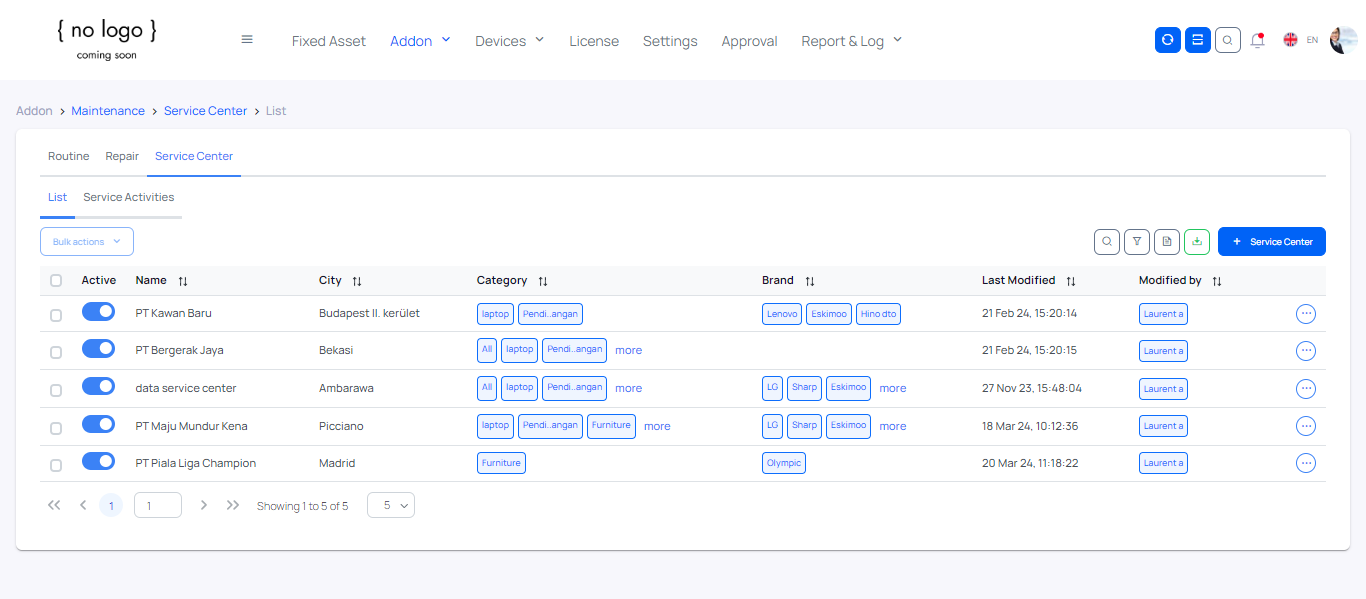 { no logo }
coming soon
Fixed Asset Addon Devices License Settings Approval Report & Log EN
Addon > Maintenance > Service Center > List
Routine Repair Service Center
List Service Activities
Bulk actions + Service Center
Active Name City Category Brand Last Modified Modified by
PT Kawan Baru Budapest II. kerület laptop Pendi..angan Lenovo Eskimoo Hino dto 21 Feb 24, 15:20:14 Laurent a
PT Bergerak Jaya Bekasi All laptop Pendi..angan more 21 Feb 24, 15:20:15 Laurent a
data service center Ambarawa All laptop Pendi..angan more LG Sharp Eskimoo more 27 Nov 23, 15:48:04 Laurent a
PT Maju Mundur Kena Picciano laptop Pendi..angan Furniture more LG Sharp Eskimoo more 18 Mar 24, 10:12:36 Laurent a
PT Piala Liga Champion Madrid Furniture Olympic 20 Mar 24, 11:18:22 Laurent a
1 1 Showing 1 to 5 of 5 5